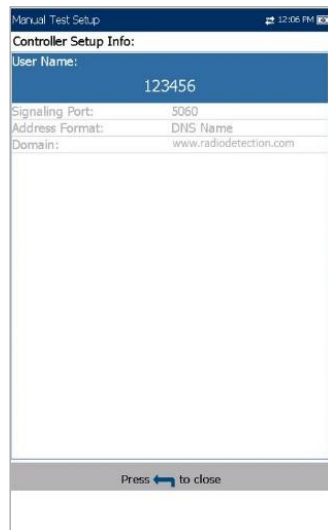 Manual Test Setup 12:06 PM
Controller Setup Info:
User Name:
123456
Signaling Port: 5060
Address Format: DNS Name
Domain: www.radiodetection.com
Press to close